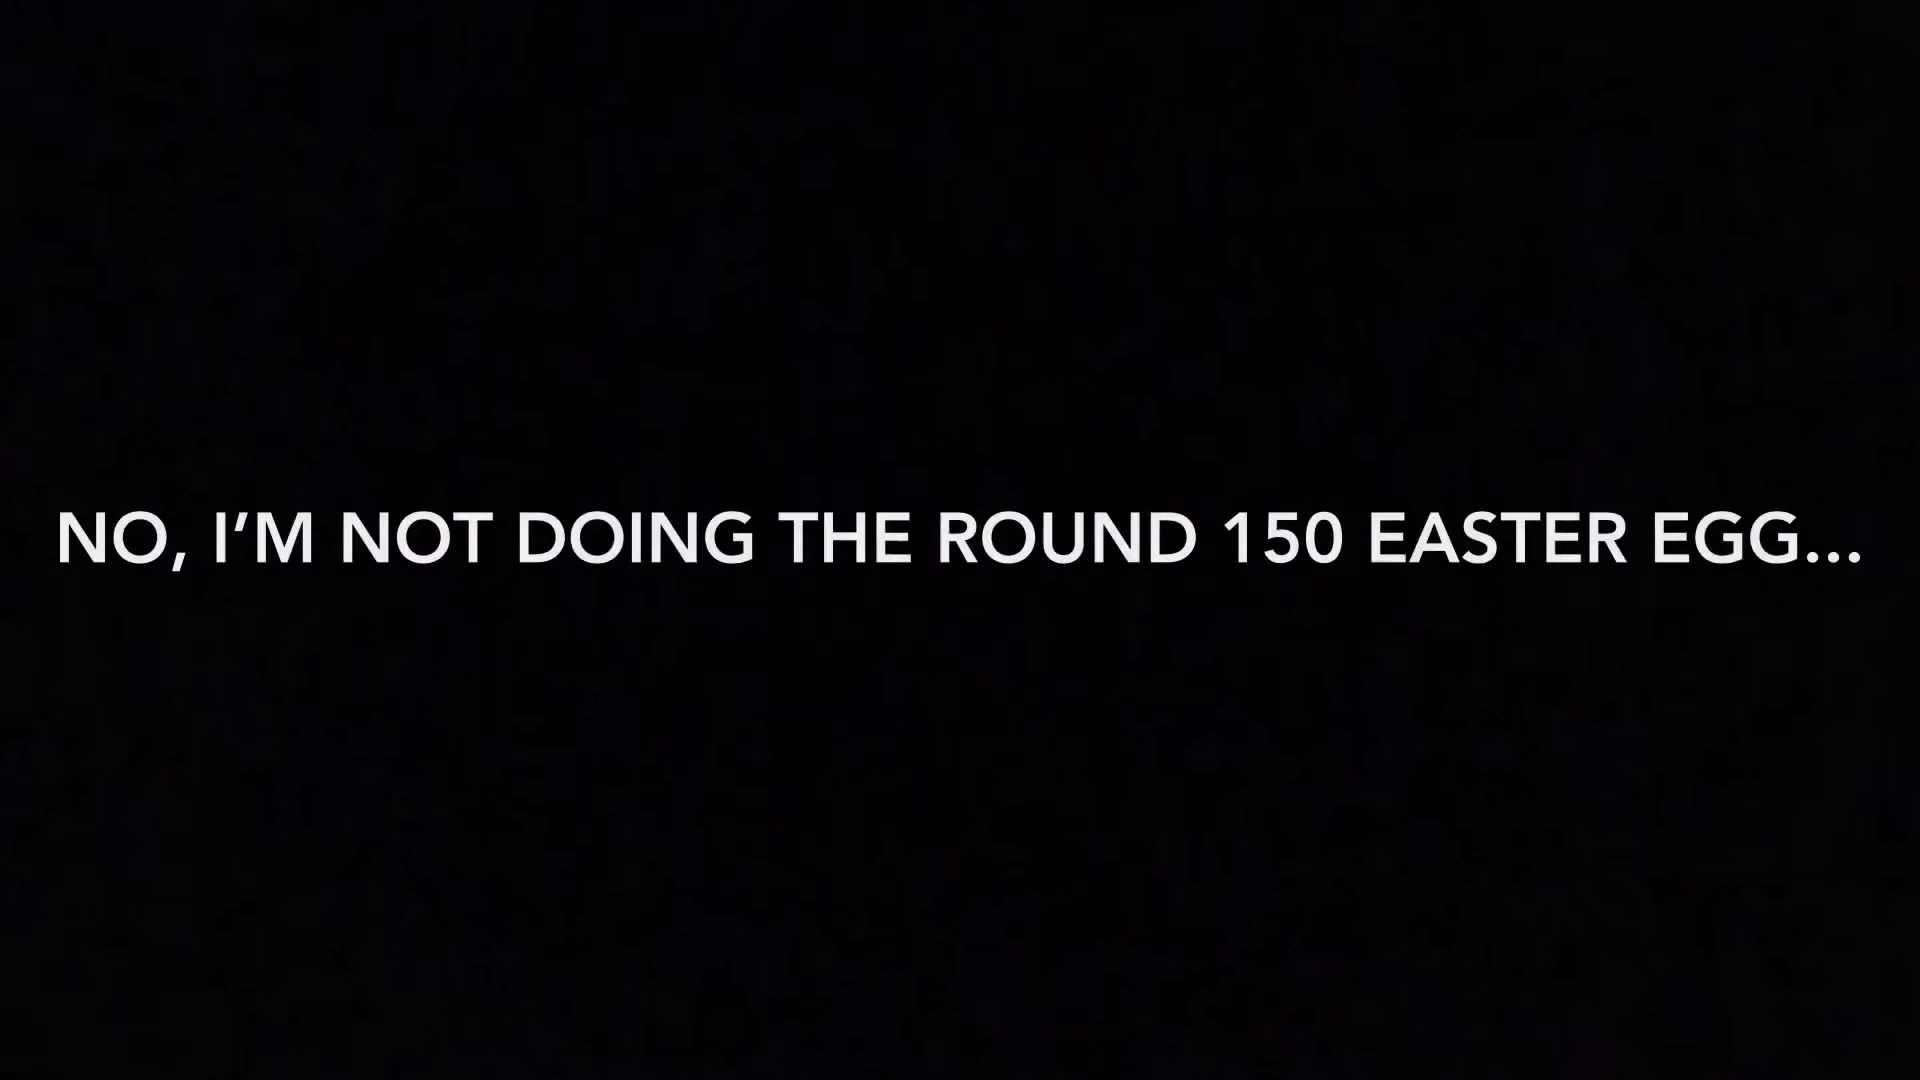 NO, I’M NOT DOING THE ROUND 150 EASTER EGG...